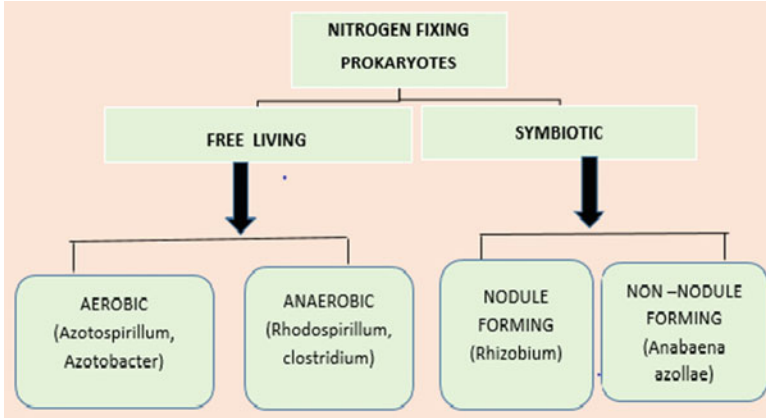 NITROGEN FIXING
PROKARYOTES
FREE LIVING
SYMBIOTIC
AEROBIC
(Azotospirillum,
Azotobacter)
ANAEROBIC
(Rhodospirillum,
clostridium)
NODULE
FORMING
(Rhizobium)
NON –NODULE
FORMING
(Anabaena
azollae)